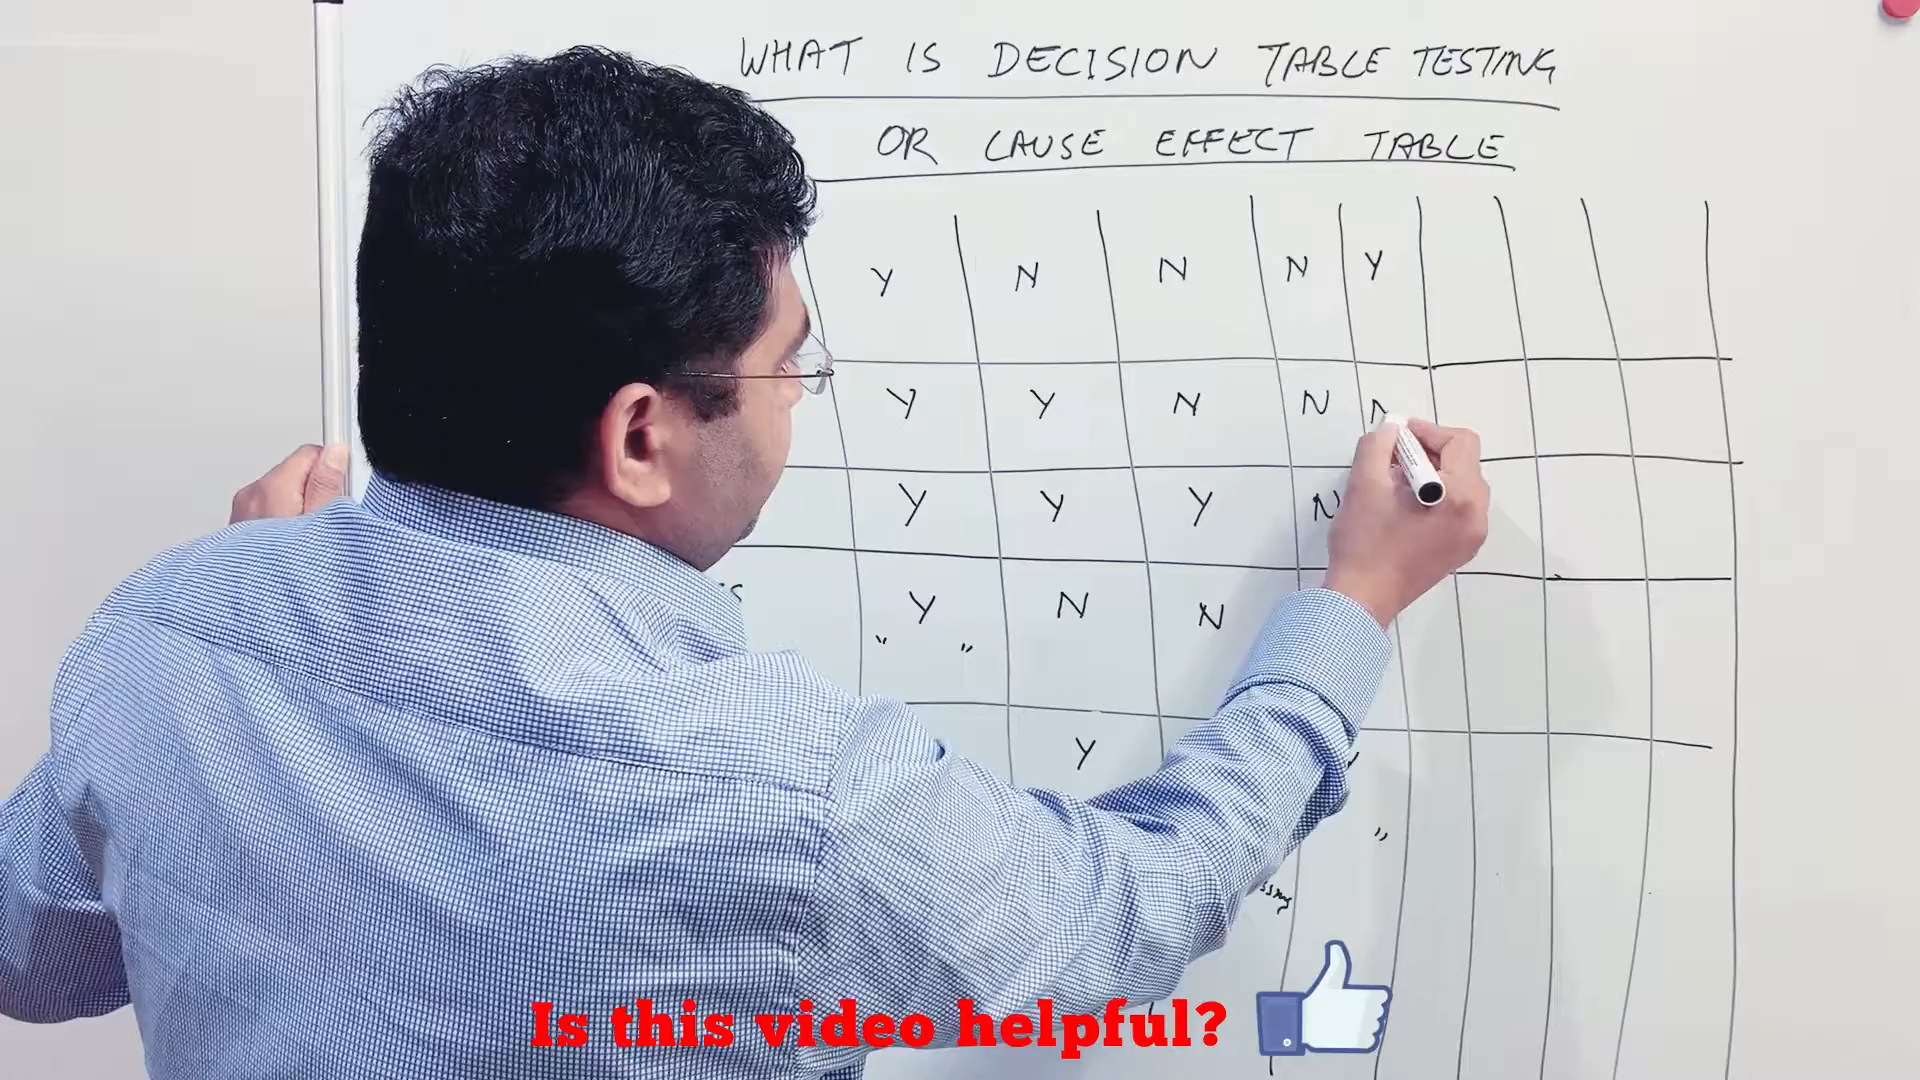 WHAT IS DECISION TABLE TESTING
OR CAUSE EFFECT TABLE
Y N N N Y
Y Y N N N
Y Y Y N
Y N N
" "
Y
"
Is this video helpful?